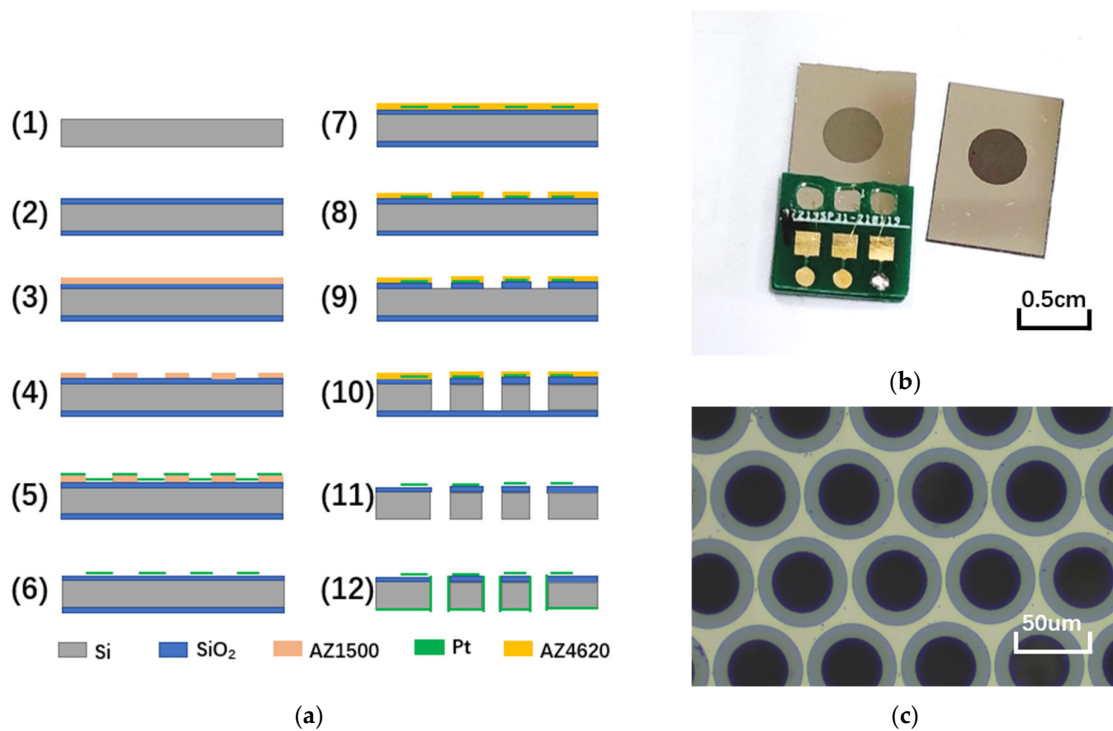 (1)
(2)
(3)
(4)
(5)
(6)
(7)
(8)
(9)
(10)
(11)
(12)
Si
SiO₂
AZ1500
Pt
AZ4620
(a)
0.5cm
(b)
50um
(c)